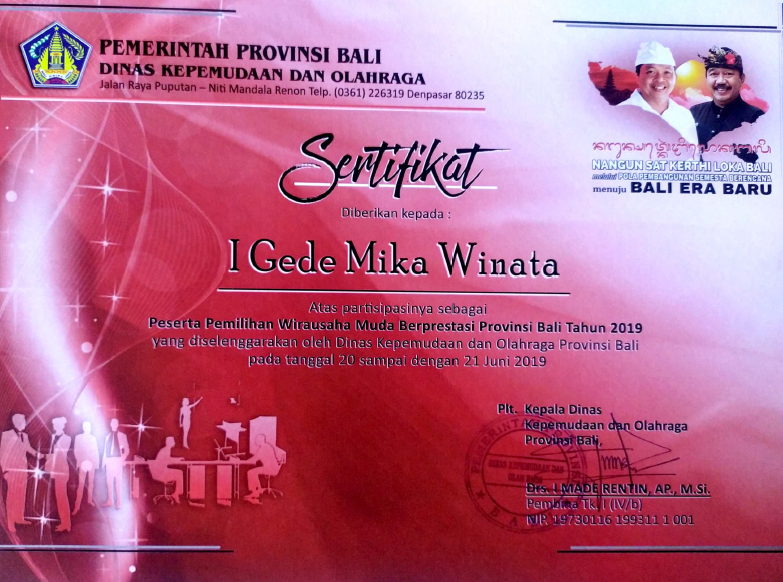 PEMERINTAH PROVINSI BALI
DINAS KEPEMUDAAN DAN OLAHRAGA
Jalan Raya Puputan – Niti Mandala Renon Telp. (0361) 226319 Denpasar 80235
NANGUN SAT KERTHI LOKA BALI
melalui POLA PEMBANGUNAN SEMESTA BERENCANA
menuju BALI ERA BARU
Sertifikat
Diberikan kepada :
I Gede Mika Winata
Atas partisipasinya sebagai
Peserta Pemilihan Wirausaha Muda Berprestasi Provinsi Bali Tahun 2019
yang diselenggarakan oleh Dinas Kepemudaan dan Olahraga Provinsi Bali
pada tanggal 20 sampai dengan 21 Juni 2019
Plt. Kepala Dinas
Kepemudaan dan Olahraga
Provinsi Bali,
Drs. I MADE RENTIN, AP., M.Si.
Pembina Tk. I (IV/b)
NIP. 19730116 199311 1 001